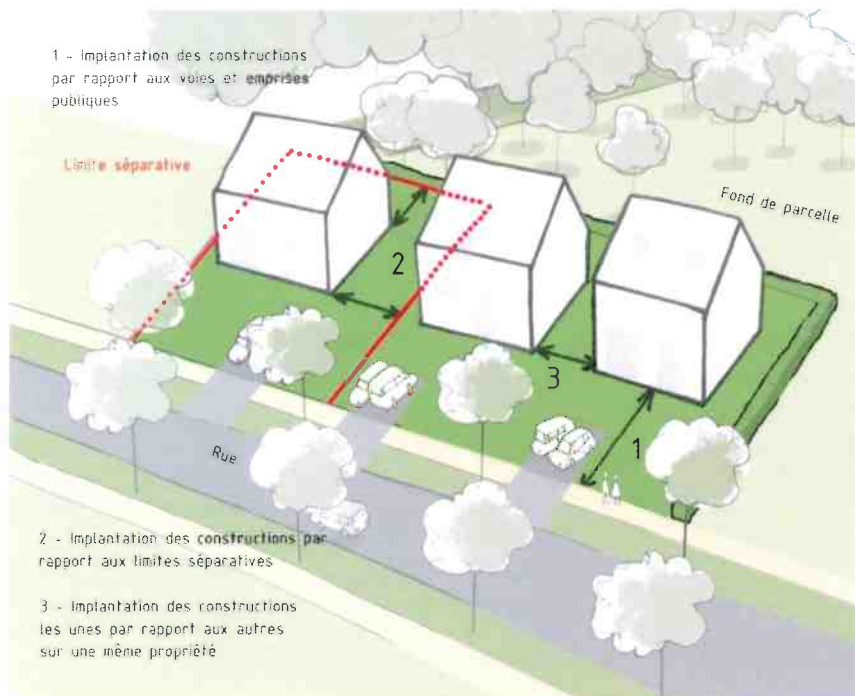 1 - Implantation des constructions
par rapport aux voies et emprises
publiques
Limite séparative
Fond de parcelle
2
3
1
Rue
2 - Implantation des constructions par
rapport aux limites séparatives
3 - Implantation des constructions
les unes par rapport aux autres
sur une même propriété